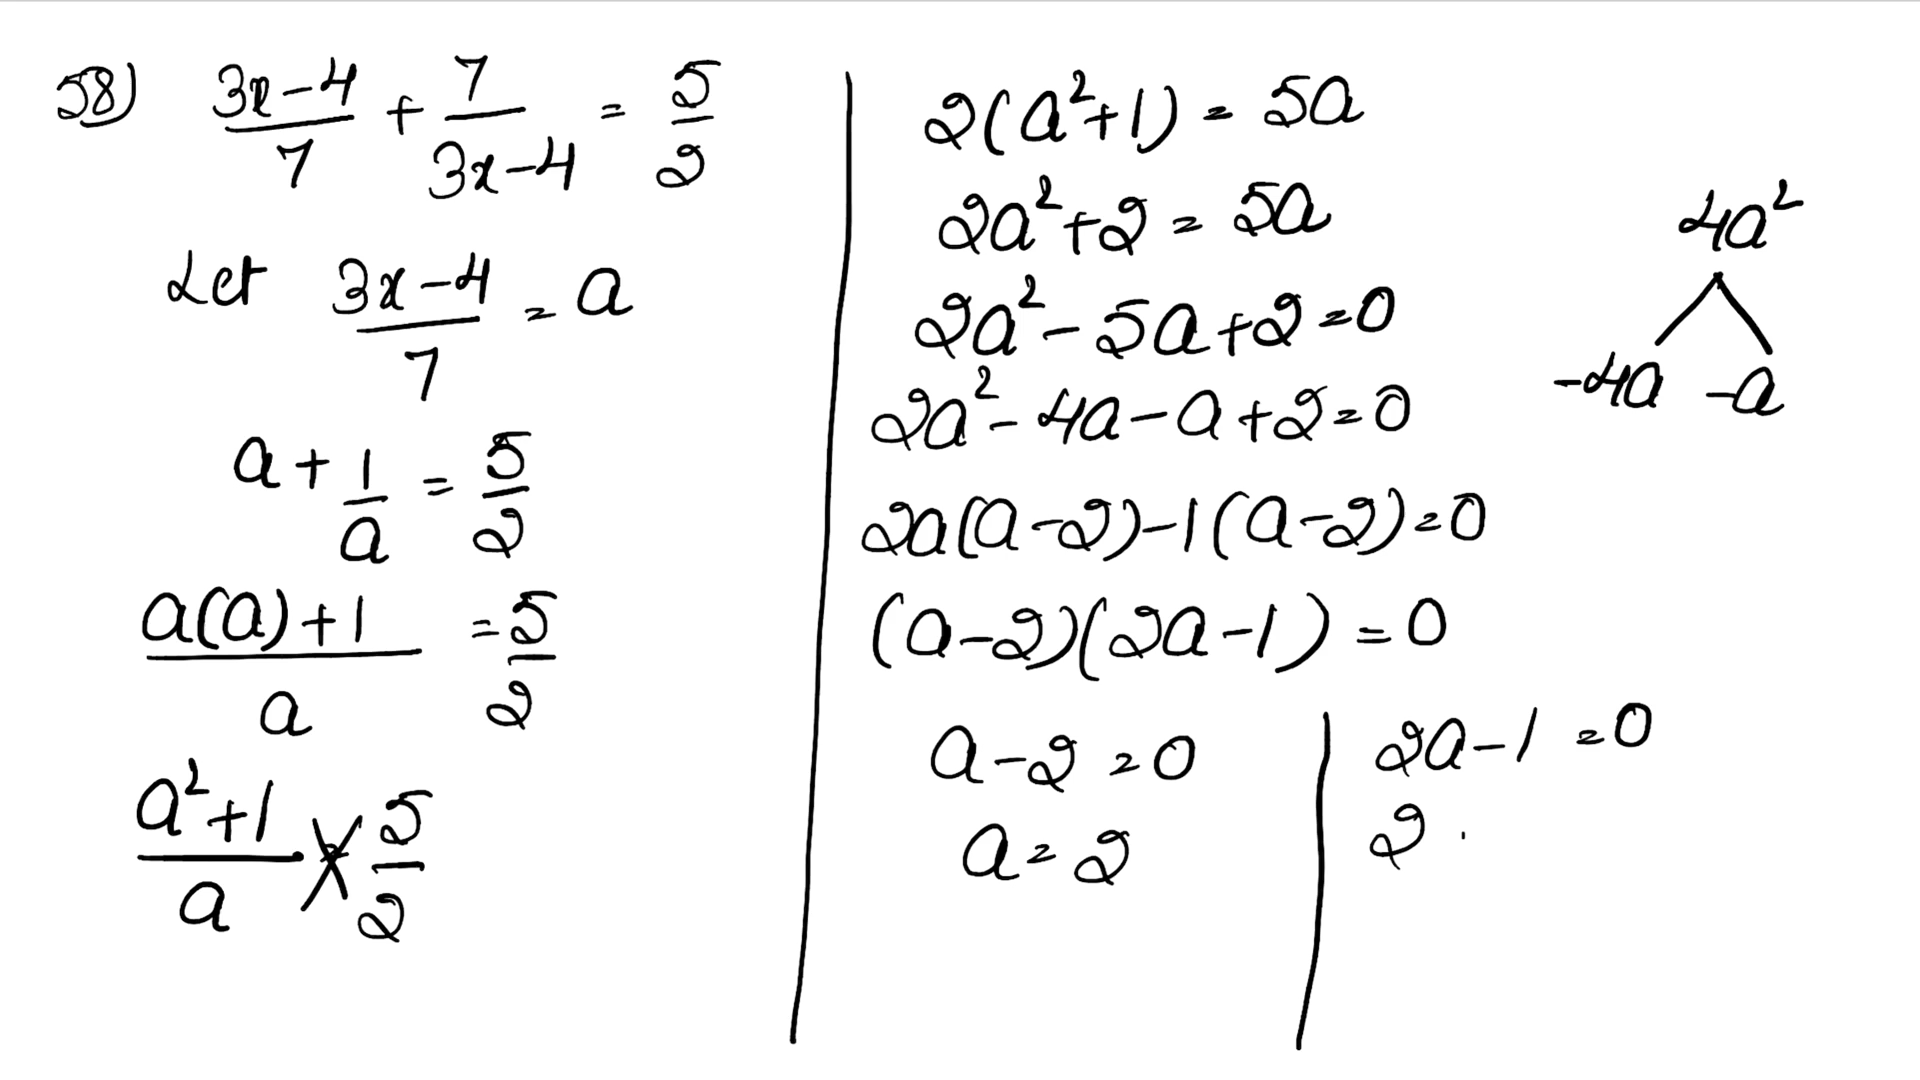 58) (3x-4)/7 + 7/(3x-4) = 5/2
Let (3x-4)/7 = a
a + 1/a = 5/2
(a(a)+1)/a = 5/2
(a²+1)/a × 5/2
2(a²+1) = 5a
2a²+2 = 5a
2a²-5a+2=0
2a²-4a-a+2=0
2a(a-2)-1(a-2)=0
(a-2)(2a-1)=0
a-2=0
a=2
2a-1=0
2
4a²
-4a -a